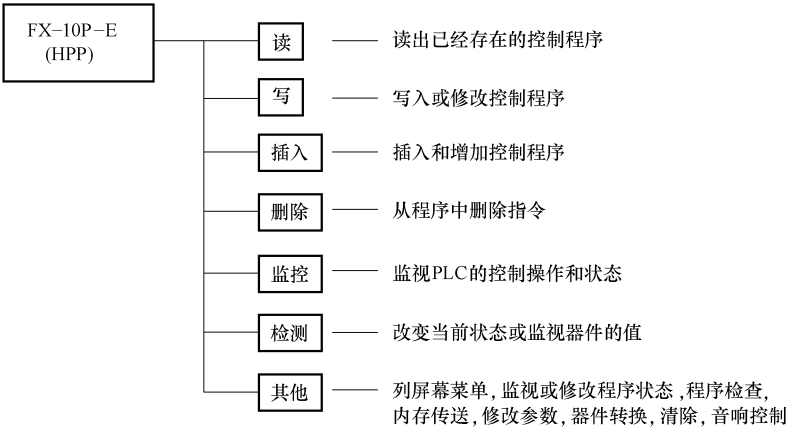 FX-10P-E
(HPP)
读 读出已经存在的控制程序
写 写入或修改控制程序
插入 插入和增加控制程序
删除 从程序中删除指令
监控 监视PLC的控制操作和状态
检测 改变当前状态或监视器件的值
其他 列屏幕菜单,监视或修改程序状态,程序检查,
内存传送,修改参数,器件转换,清除,音响控制